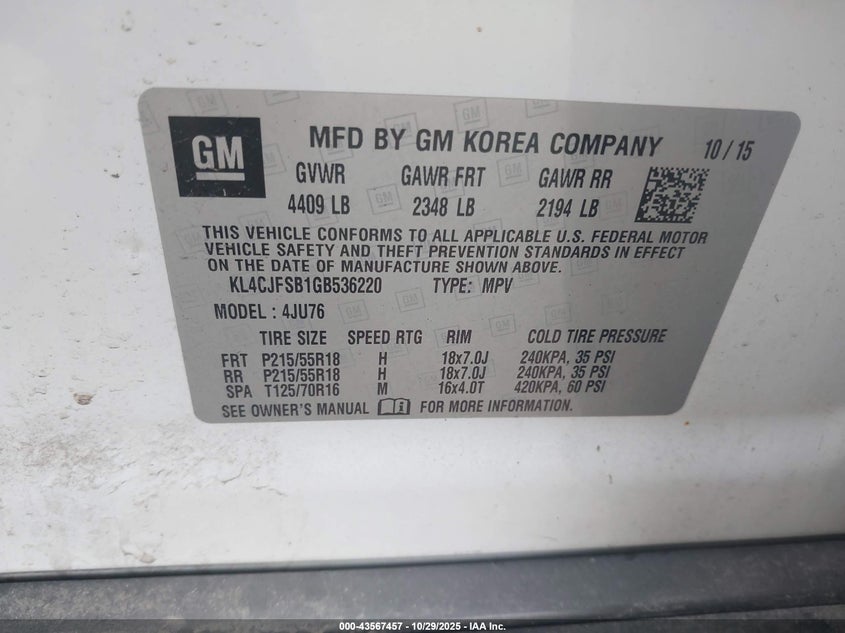 GM MFD BY GM KOREA COMPANY 10/15
GVWR GAWR FRT GAWR RR
4409 LB 2348 LB 2194 LB
THIS VEHICLE CONFORMS TO ALL APPLICABLE U.S. FEDERAL MOTOR
VEHICLE SAFETY AND THEFT PREVENTION STANDARDS IN EFFECT
ON THE DATE OF MANUFACTURE SHOWN ABOVE.
KL4CJFSB1GB536220 TYPE: MPV
MODEL : 4JU76
TIRE SIZE SPEED RTG RIM COLD TIRE PRESSURE
FRT P215/55R18 H 18x7.0J 240KPA, 35 PSI
RR P215/55R18 H 18x7.0J 240KPA, 35 PSI
SPA T125/70R16 M 16x4.0T 420KPA, 60 PSI
SEE OWNER'S MANUAL FOR MORE INFORMATION.
000-43567457 - 10/29/2025 - IAA Inc.